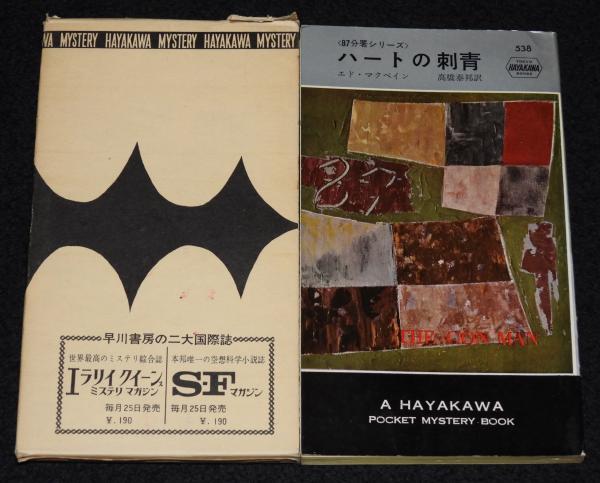 WA MYSTERY HAYAKAWA MYSTERY HAYAKAWA MYSTERY
早川書房の二大国際誌
世界最高のミステリ綜合誌
エラリイクイーンズ
ミステリマガジン
毎月25日発売
¥. 190
本邦唯一の空想科学小説誌
S-Fマガジン
毎月25日発売
¥. 190
〈87分署シリーズ〉
ハートの刺青
エド・マクベイン 高橋泰邦訳
538
TOKYO
HAYAKAWA
BOOKS
THE CON MAN
A HAYAKAWA
POCKET MYSTERY BOOK